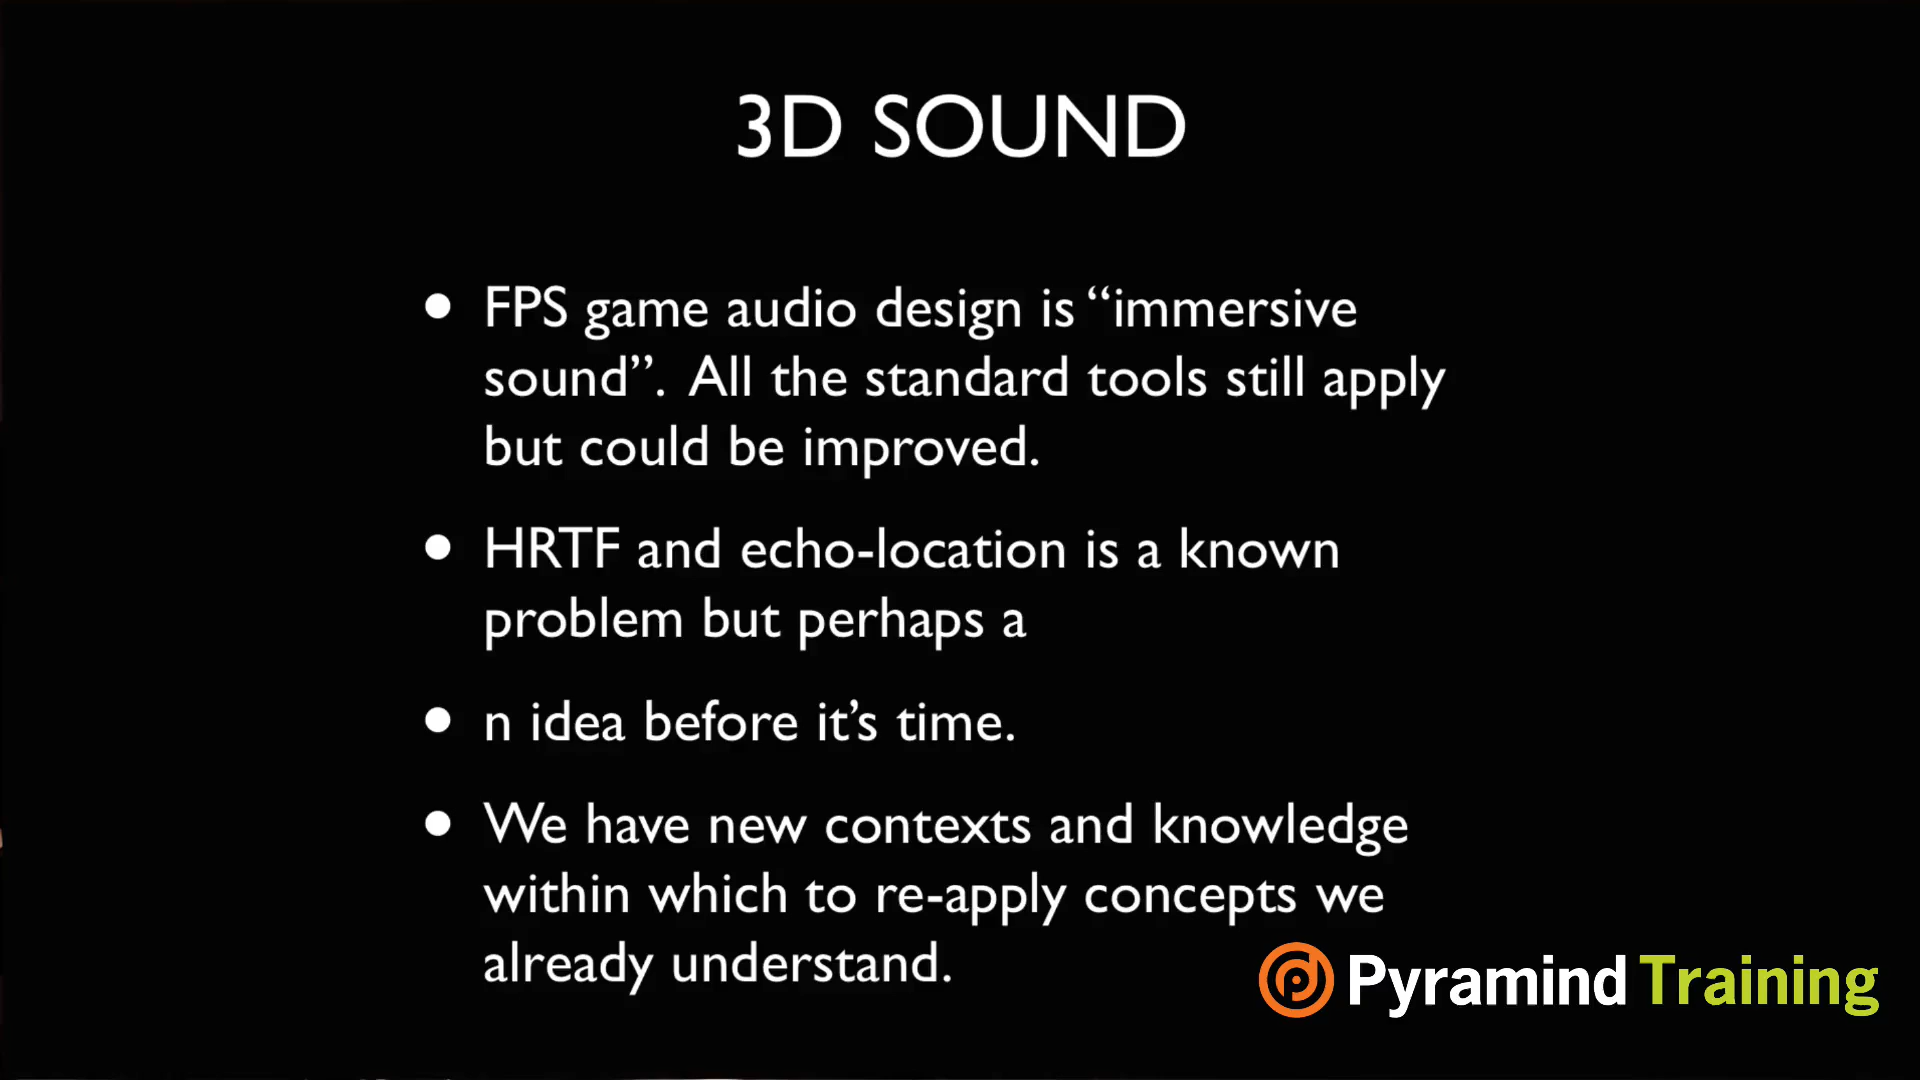 3D SOUND
• FPS game audio design is “immersive
sound”. All the standard tools still apply
but could be improved.
• HRTF and echo-location is a known
problem but perhaps a
• n idea before it’s time.
• We have new contexts and knowledge
within which to re-apply concepts we
already understand.
Pyramind Training